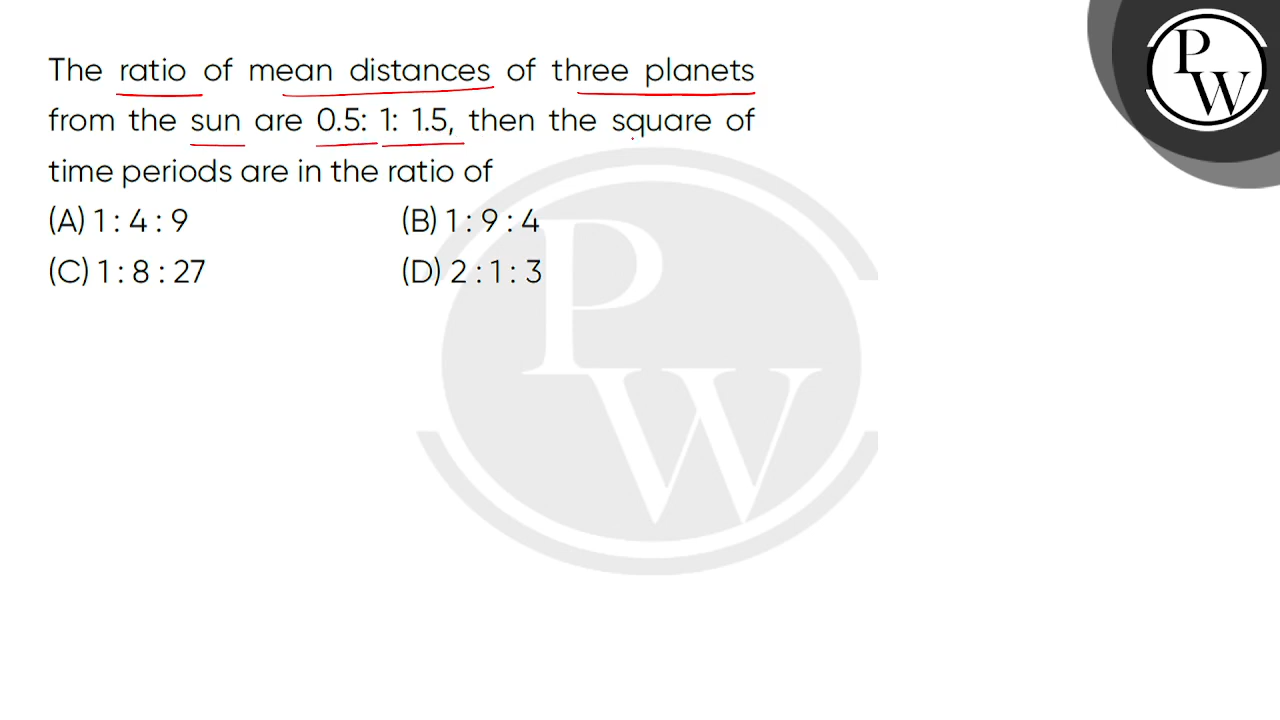 The ratio of mean distances of three planets
from the sun are 0.5: 1: 1.5, then the square of
time periods are in the ratio of
(A) 1 : 4 : 9 (B) 1 : 9 : 4
(C) 1 : 8 : 27 (D) 2 : 1 : 3
P
W
P
W